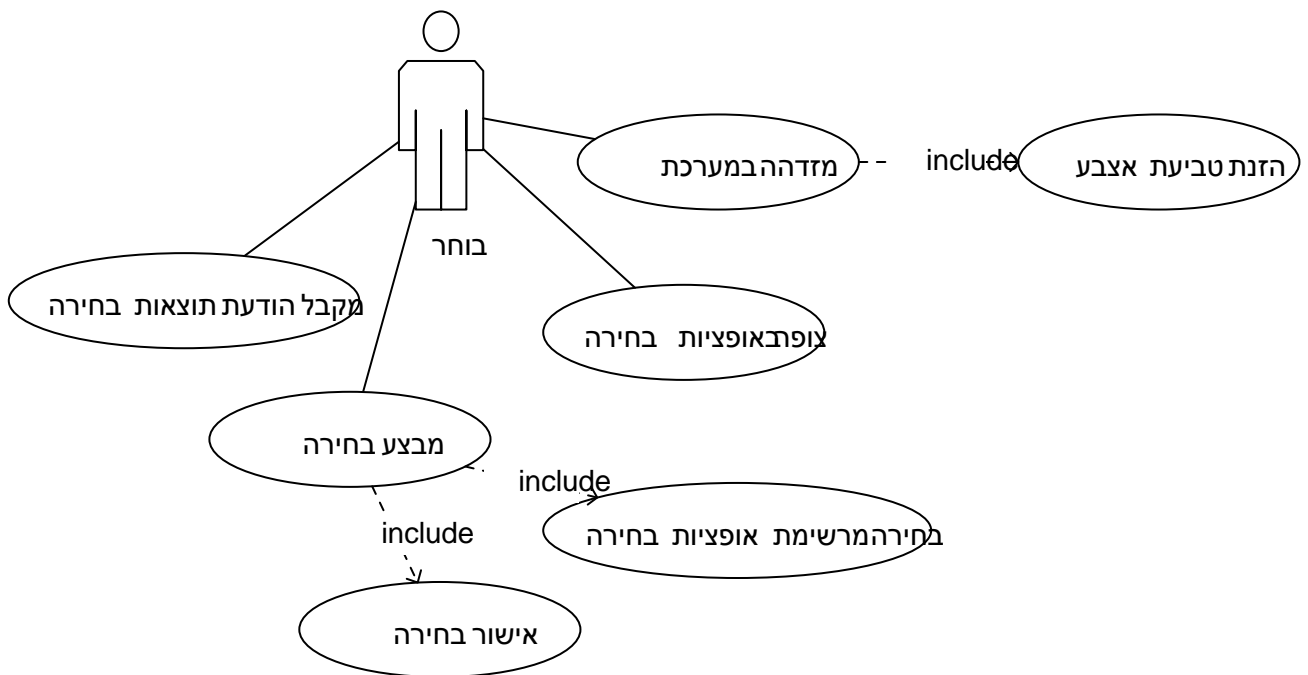 מזדהה במערכת
include
הזנת טביעת אצבע
בוחר
מקבל הודעת תוצאות בחירה
צופה באופציות בחירה
מבצע בחירה
include
בחירה מרשימת אופציות בחירה
include
אישור בחירה